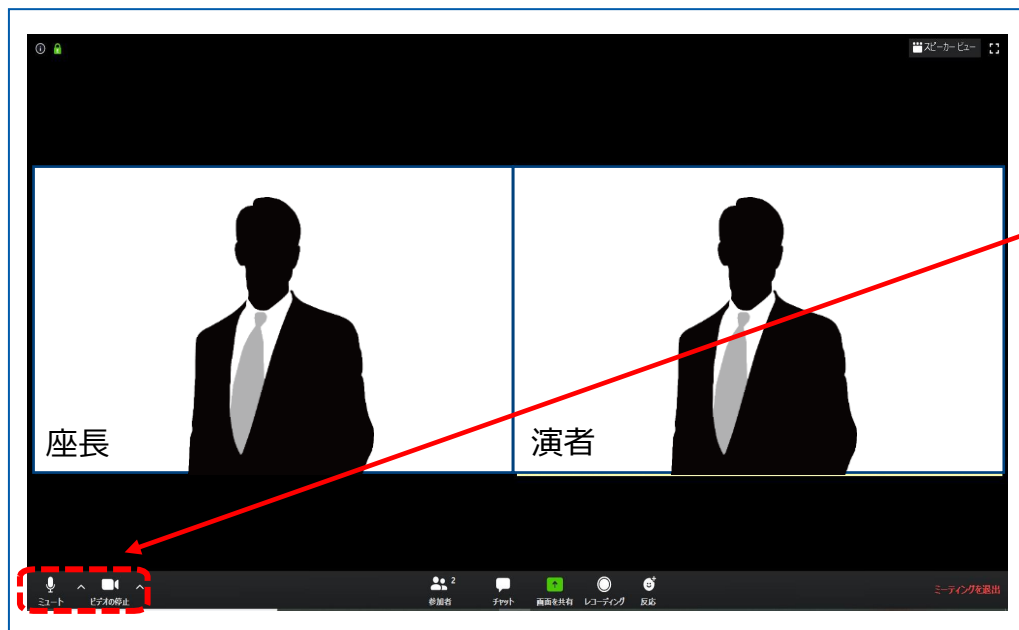 スピーカー ビュー
座長
演者
ミュート
ビデオの停止
2
参加者
チャット
画面を共有
レコーディング
反応
ミーティングを退出